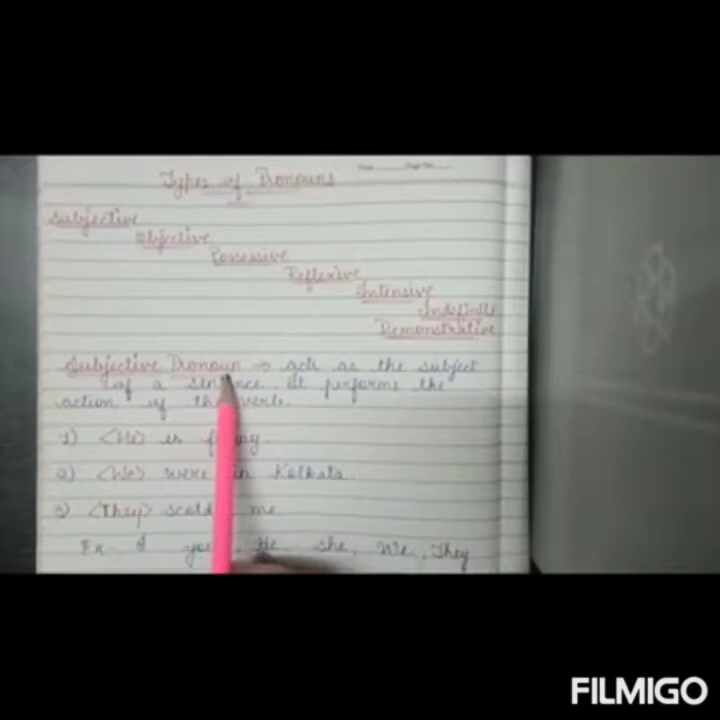 Types of Pronouns
Subjective
Objective
Possessive
Reflexive
Intensive
Indefinite
Demonstrative
Subjective Pronoun ⇒ acts as the subject
of a sentence. It performs the
action of the verb.
1) <He> is
2) <We> were in Kolkata.
3) <They> scold me
Ex - I you, He, she, We, They
FILMIGO